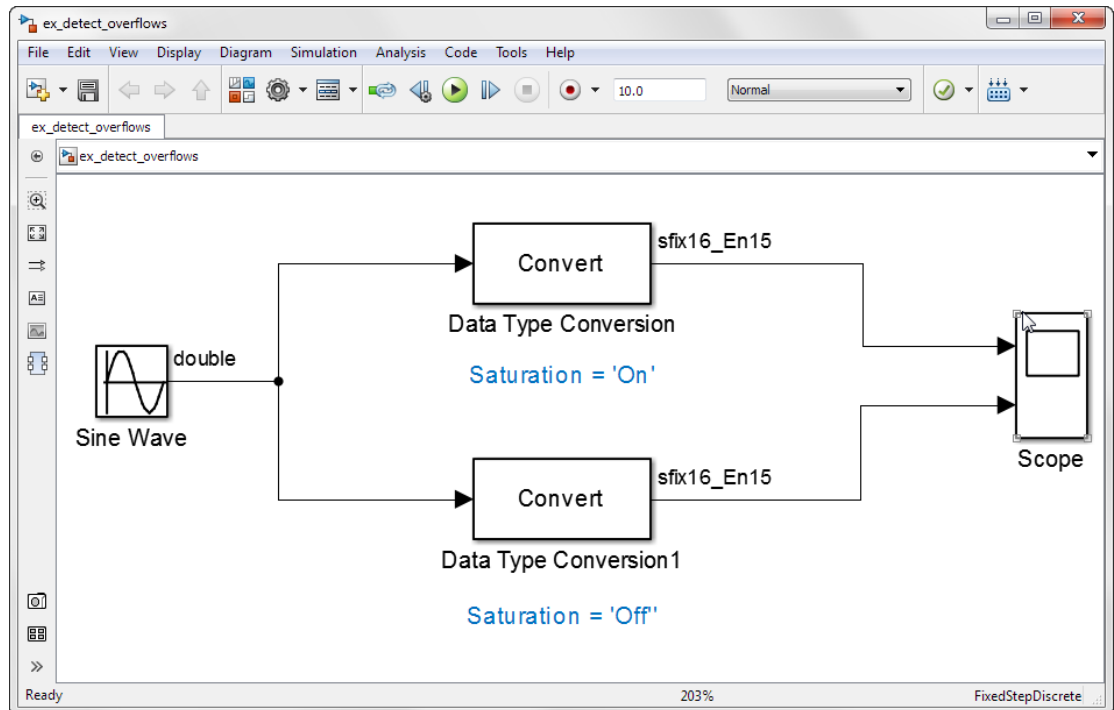 ex_detect_overflows
File Edit View Display Diagram Simulation Analysis Code Tools Help
10.0 Normal
ex_detect_overflows
ex_detect_overflows
sfix16_En15
Convert
Data Type Conversion
double
Saturation = 'On'
Sine Wave
Scope
sfix16_En15
Convert
Data Type Conversion1
Saturation = 'Off''
Ready 203% FixedStepDiscrete